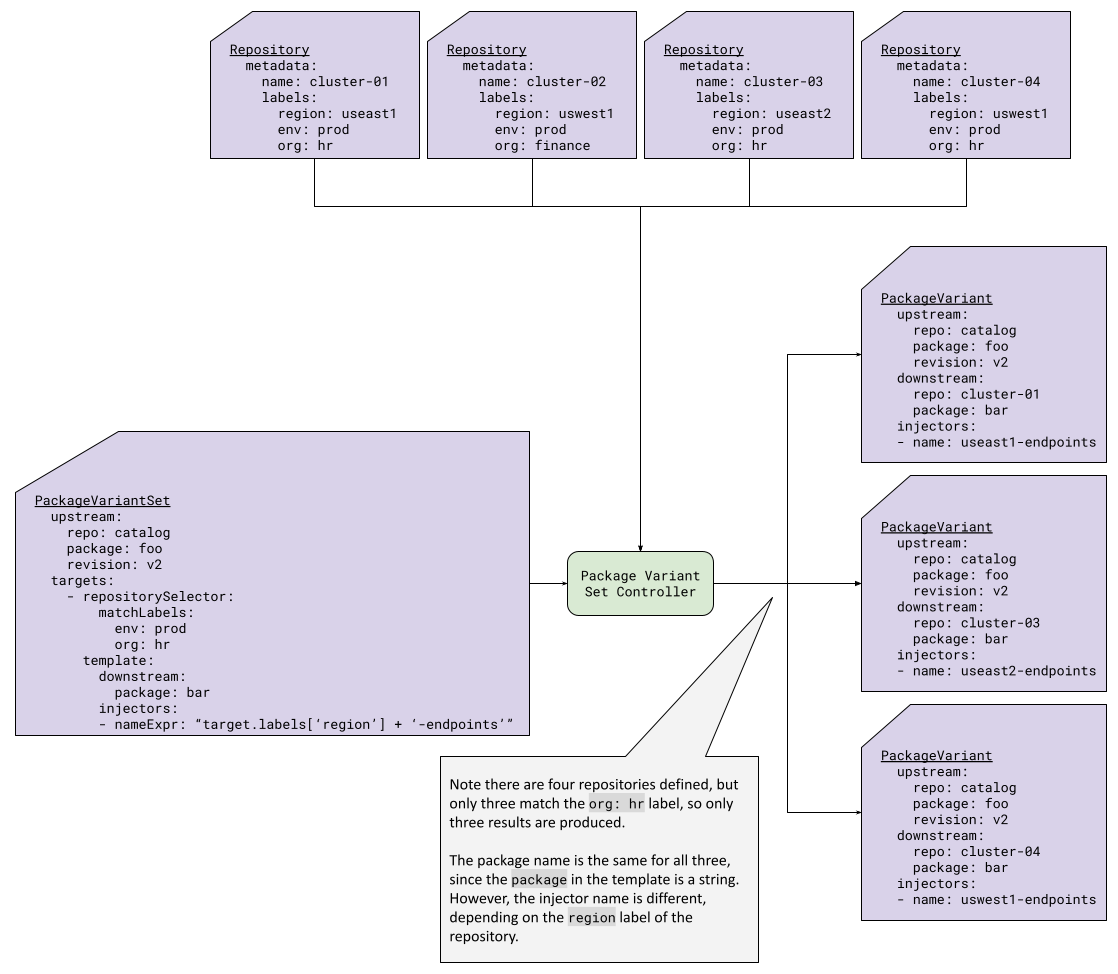 Repository
metadata:
name: cluster-01
labels:
region: useast1
env: prod
org: hr
Repository
metadata:
name: cluster-02
labels:
region: uswest1
env: prod
org: finance
Repository
metadata:
name: cluster-03
labels:
region: useast2
env: prod
org: hr
Repository
metadata:
name: cluster-04
labels:
region: uswest1
env: prod
org: hr
PackageVariantSet
upstream:
repo: catalog
package: foo
revision: v2
targets:
- repositorySelector:
matchLabels:
env: prod
org: hr
template:
downstream:
package: bar
injectors:
- nameExpr: “target.labels[‘region’] + ‘-endpoints’”
Package Variant
Set Controller
PackageVariant
upstream:
repo: catalog
package: foo
revision: v2
downstream:
repo: cluster-01
package: bar
injectors:
- name: useast1-endpoints
PackageVariant
upstream:
repo: catalog
package: foo
revision: v2
downstream:
repo: cluster-03
package: bar
injectors:
- name: useast2-endpoints
PackageVariant
upstream:
repo: catalog
package: foo
revision: v2
downstream:
repo: cluster-04
package: bar
injectors:
- name: uswest1-endpoints
Note there are four repositories defined, but
only three match the org: hr label, so only
three results are produced.
The package name is the same for all three,
since the package in the template is a string.
However, the injector name is different,
depending on the region label of the
repository.